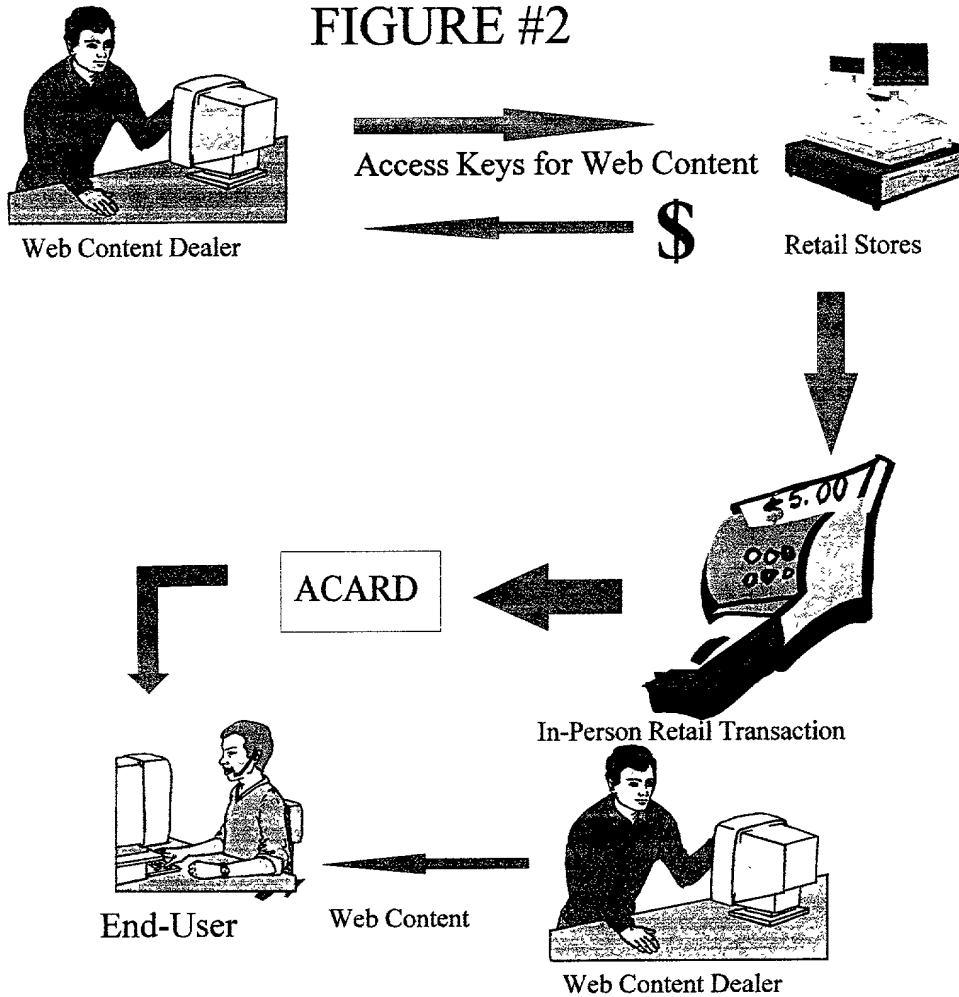 FIGURE #2
Access Keys for Web Content
$
Web Content Dealer
Retail Stores
$5.00
ACARD
In-Person Retail Transaction
End-User
Web Content
Web Content Dealer